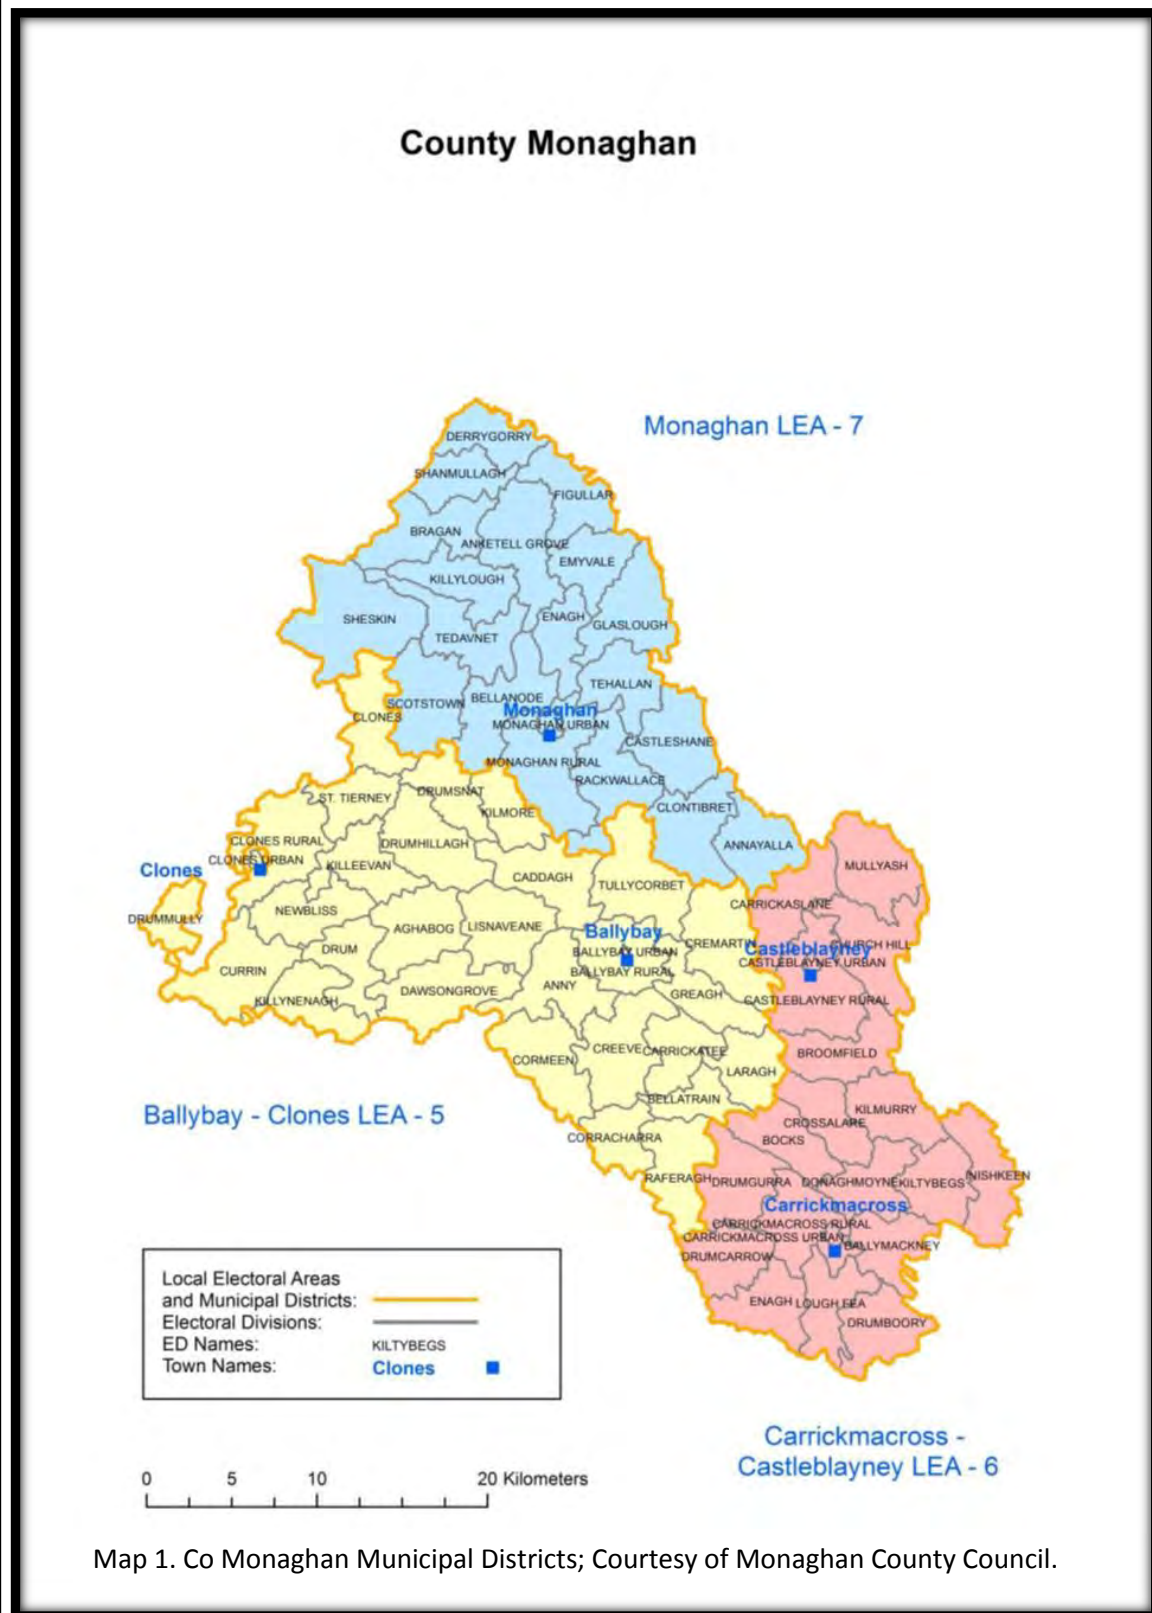 County Monaghan
Monaghan LEA - 7
DERRYGORRY
SHANMULLAGH
FIGULLAR
BRAGAN
ANKETELL GROVE
EMYVALE
KILLYLOUGH
SHESKIN
ENAGH
GLASLOUGH
TEDAVNET
TEHALLAN
BELLANODE
SCOTSTOWN
Monaghan
CLONES
MONAGHAN URBAN
CASTLESHANE
MONAGHAN RURAL
RACKWALLACE
DRUMSNAT
ST. TIERNEY
CLONTIBRET
KILMORE
CLONES RURAL
DRUMHILLAGH
ANNAYALLA
CLONES URBAN
KILLEEVAN
MULLYASH
Clones
CADDAGH
TULLYCORBET
CARRICKASLANE
NEWBLISS
DRUMMULLY
AGHABOG
LISNAVEANE
Ballybay
CREMARTIN
CHURCH HILL
Castleblayney
DRUM
BALLYBAY URBAN
CASTLEBLAYNEY URBAN
CURRIN
BALLYBAY RURAL
ANNY
DAWSONGROVE
GREAGH
KILLYNENAGH
CASTLEBLAYNEY RURAL
CREEVE
CARRICKATEE
BROOMFIELD
CORMEEN
LARAGH
BELLATRAIN
KILMURRY
Ballybay - Clones LEA - 5
CROSSALARE
CORRACHARRA
BOCKS
RAFERAGH
DRUMGURRA
DONAGHMOYNE
KILTYBEGS
INISHKEEN
Carrickmacross
CARRICKMACROSS RURAL
CARRICKMACROSS URBAN
BALLYMACKNEY
DRUMCARROW
ENAGH
LOUGH FEA
DRUMBOORY
Local Electoral Areas
and Municipal Districts:
Electoral Divisions:
ED Names: KILTYBEGS
Town Names: Clones
Carrickmacross -
Castleblayney LEA - 6
0 5 10 20 Kilometers
Map 1. Co Monaghan Municipal Districts; Courtesy of Monaghan County Council.